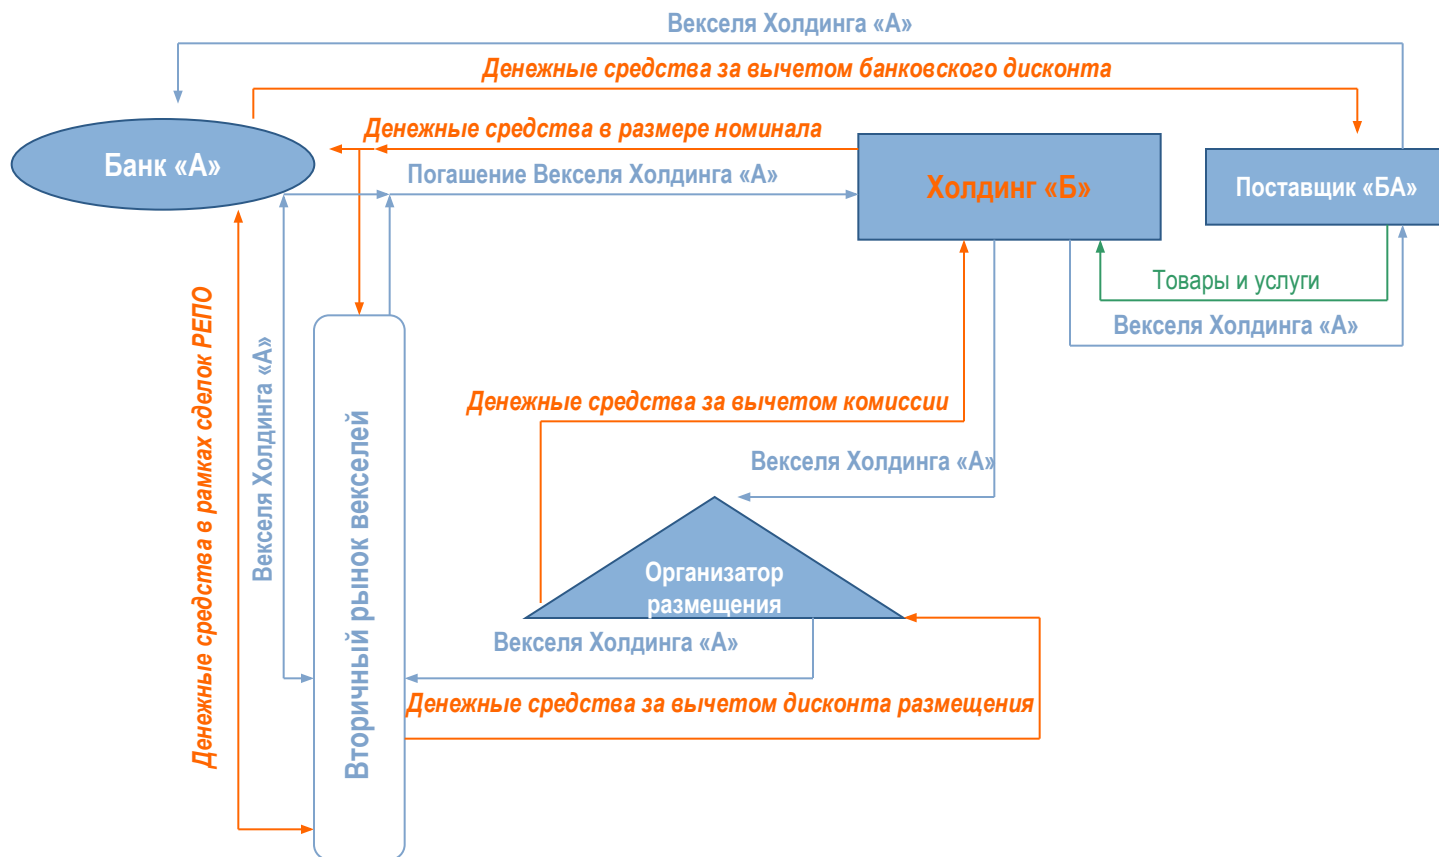 Векселя Холдинга «А»
Денежные средства за вычетом банковского дисконта
Денежные средства в размере номинала
Банк «А»
Погашение Векселя Холдинга «А»
Холдинг «Б»
Поставщик «БА»
Товары и услуги
Векселя Холдинга «А»
Денежные средства в рамках сделок РЕПО
Векселя Холдинга «А»
Вторичный рынок векселей
Денежные средства за вычетом комиссии
Векселя Холдинга «А»
Организатор
размещения
Векселя Холдинга «А»
Денежные средства за вычетом дисконта размещения